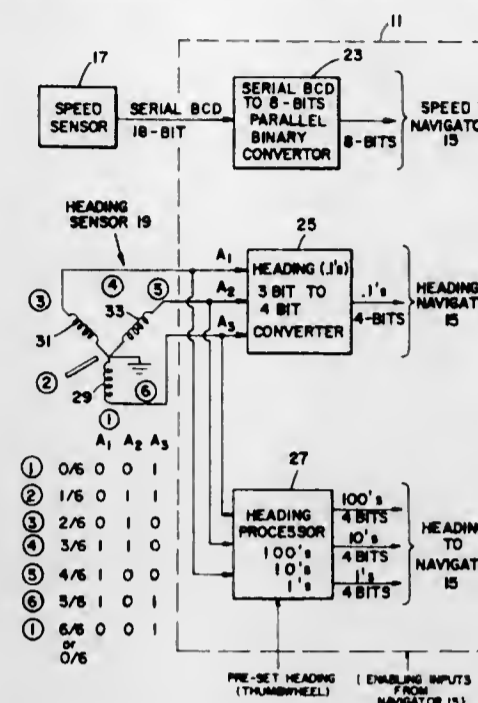 11
17
23
SPEED
SENSOR
SERIAL BCD
18-BIT
SERIAL BCD
TO 8-BITS
PARALLEL
BINARY
CONVERTOR
8-BITS
SPEED
NAVIGATO
15
HEADING
SENSOR 19
25
A1
A2
A3
HEADING (.1's)
3 BIT TO
4 BIT
CONVERTER
.1's
4-BITS
HEADING
NAVIGAT
15
4
3
5
31
33
2
29
6
1
A1 A2 A3
1 0/6 0 0 1
2 1/6 0 1 1
3 2/6 0 1 0
4 3/6 1 1 0
5 4/6 1 0 0
6 5/6 1 0 1
1 6/6 0 0 1
or
0/6
27
HEADING
PROCESSOR
100's
10's
1's
100's
4 BITS
10's
4 BITS
1's
4 BITS
HEADING
TO
NAVIGAT
15
PRE-SET HEADING
(THUMBWHEEL)
( ENABLING INPUTS
FROM
NAVIGATOR 15)